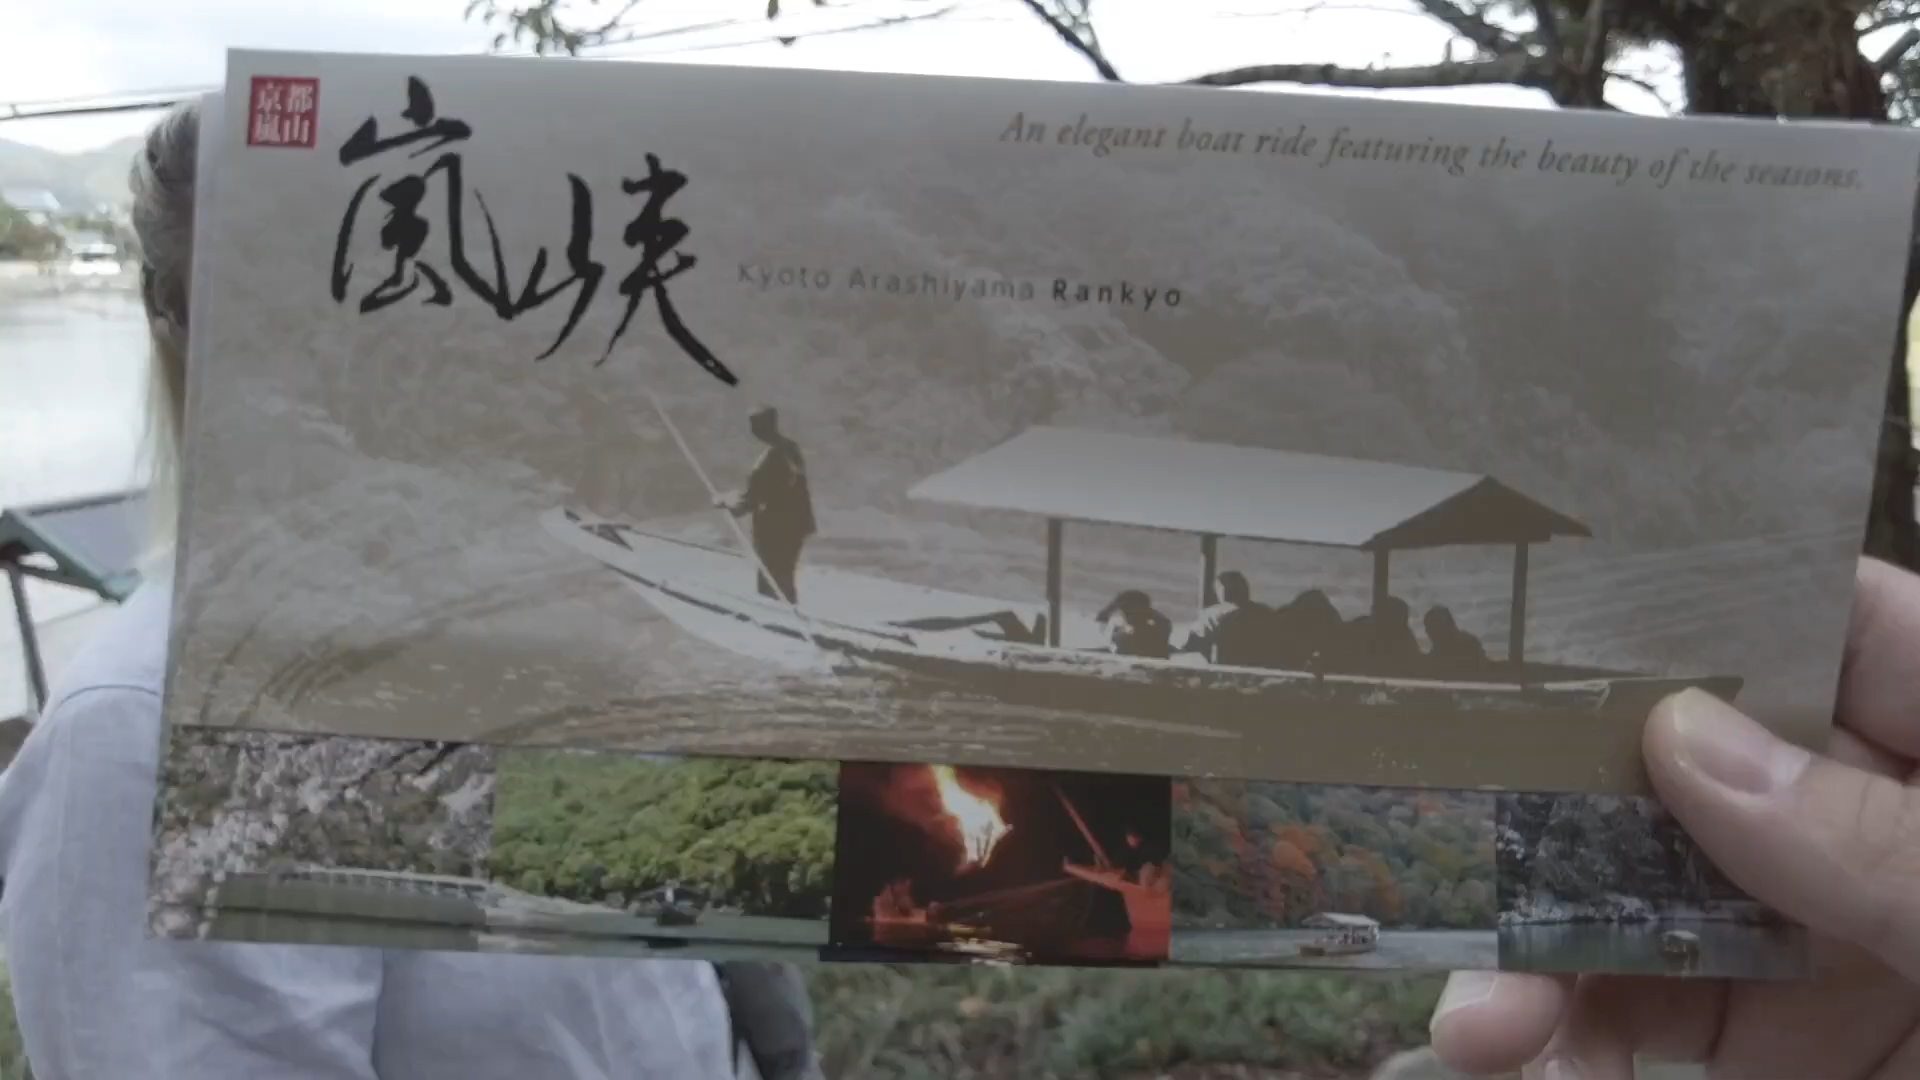 京都
嵐山
嵐峡
An elegant boat ride featuring the beauty of the seasons.
Kyoto Arashiyama Rankyo